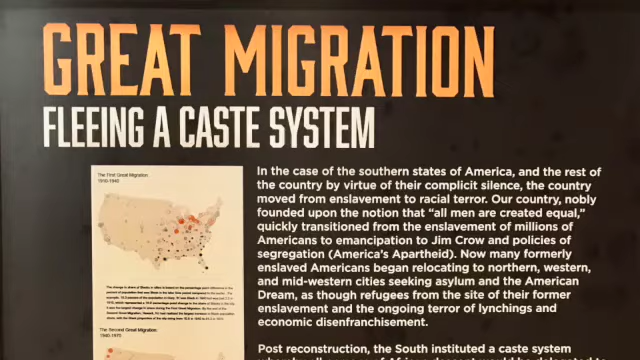 GREAT MIGRATION
FLEEING A CASTE SYSTEM
The First Great Migration:
1910-1940
In the case of the southern states of America, and the rest of
the country by virtue of their complicit silence, the country
moved from enslavement to racial terror. Our country, nobly
founded upon the notion that “all men are created equal,”
quickly transitioned from the enslavement of millions of
Americans to emancipation to Jim Crow and policies of
segregation (America’s Apartheid). Now many formerly
enslaved Americans began relocating to northern, western,
and mid-western cities seeking asylum and the American
Dream, as though refugees from the site of their former
enslavement and the ongoing terror of lynchings and
economic disenfranchisement.
The Second Great Migration:
1940-1970
Post reconstruction, the South instituted a caste system